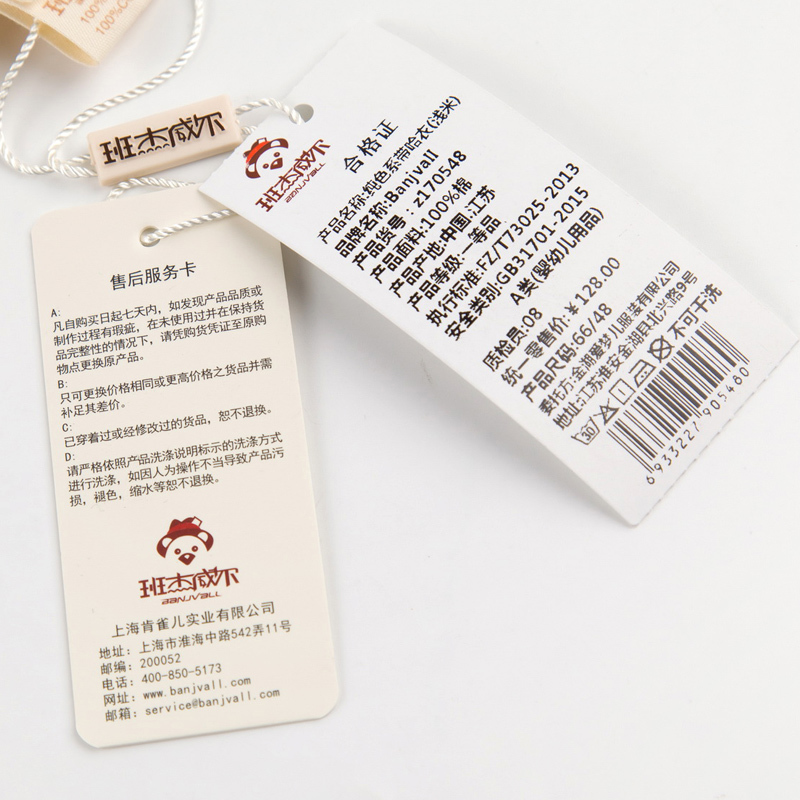 100%C
班杰威尔
售后服务卡
A:
凡自购买日起七天内，如发现产品品质或
制作过程有瑕疵，在未使用过并在保持货
品完整性的情况下，请凭购货凭证至原购
物点更换原产品。
B:
只可更换价格相同或更高价格之货品并需
补足其差价。
C:
已穿着过或经修改过的货品，恕不退换。
D:
请严格依照产品洗涤说明标示的洗涤方式
进行洗涤，如因人为操作不当导致产品污
损，褪色，缩水等恕不退换。
班杰威尔
BANJVALL
上海肯雀儿实业有限公司
地址：上海市淮海中路542弄11号
邮编：200052
电话：400-850-5173
网址：www.banjvall.com
邮箱：service@banjvall.com
班杰威尔
BANJVALL
合格证
产品名称:纯色系带哈衣(浅米)
品牌名称:Banjvall
产品货号：z170548
产品面料:100%棉
产品产地:中国.江苏
产品等级:一等品
执行标准:FZ/T73025-2013
安全类别:GB31701-2015
A类(婴幼儿用品)
质检员:08
统一零售价:￥128.00
产品尺码:66/48
委托方:金湖爱梦儿服装有限公司
地址:江苏淮安金湖县北兴路9号
30 不可干洗
6 933227 905460